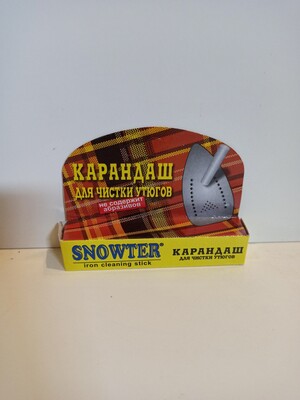 КАРАНДАШ
ДЛЯ ЧИСТКИ УТЮГОВ
не содержит
абразивов
SNOWTER®
iron cleaning stick
КАРАНДАШ
ДЛЯ ЧИСТКИ УТЮГОВ